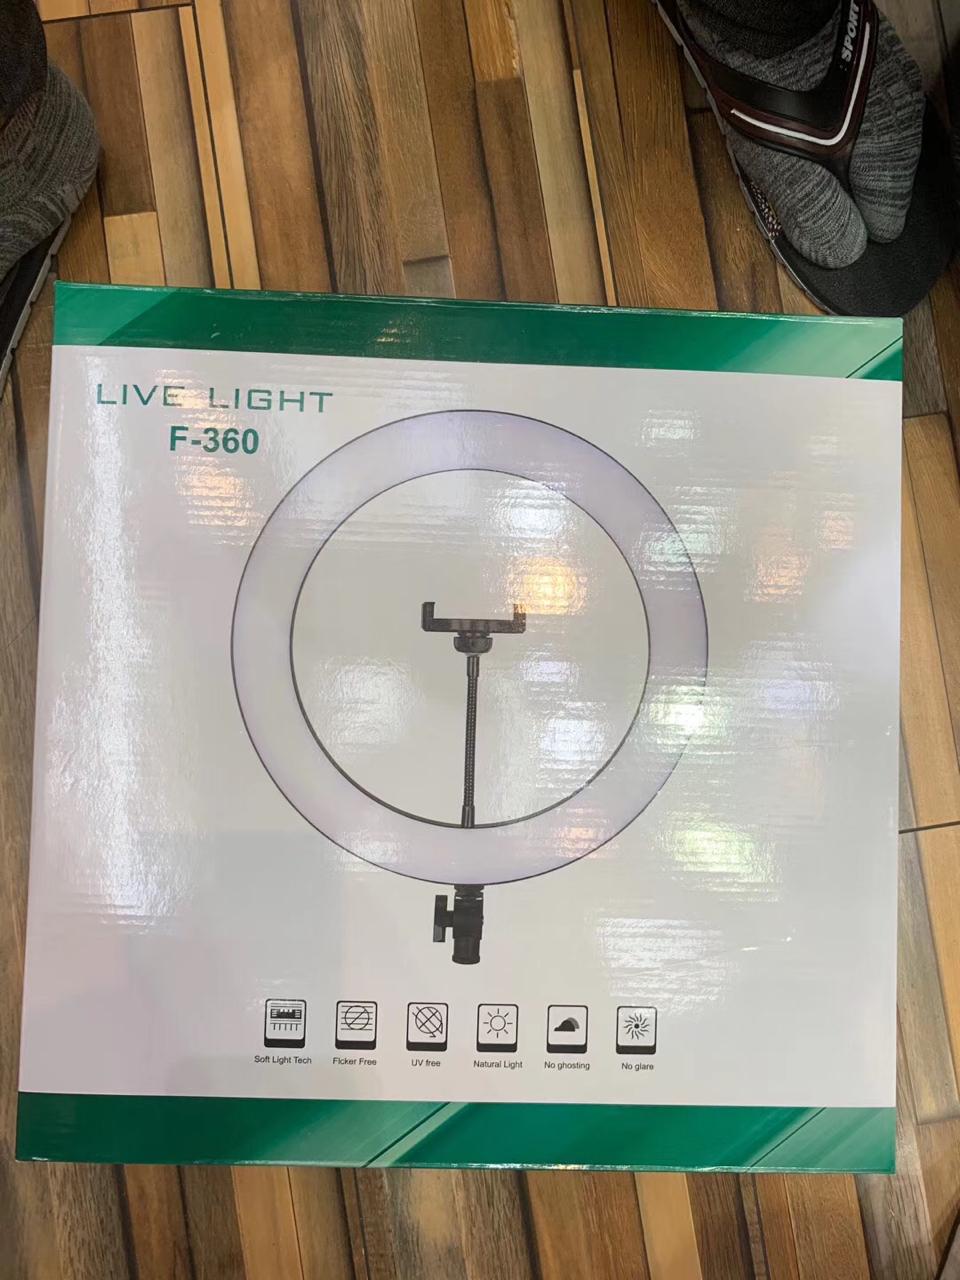 SPORT
LIVE LIGHT
F-360
Soft Light Tech
Flcker Free
UV free
Natural Light
No ghosting
No glare